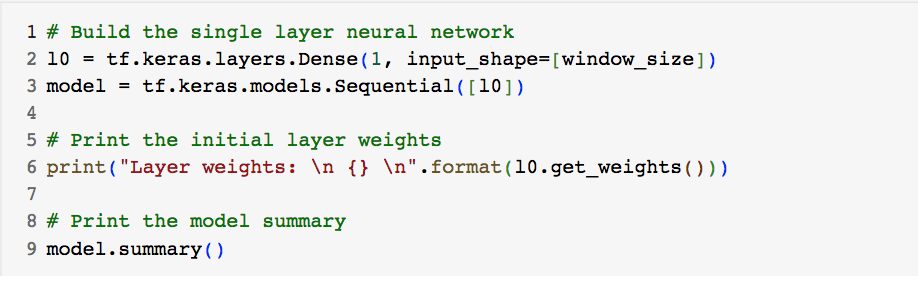 1 # Build the single layer neural network
2 l0 = tf.keras.layers.Dense(1, input_shape=[window_size])
3 model = tf.keras.models.Sequential([l0])
4
5 # Print the initial layer weights
6 print("Layer weights: \n {} \n".format(l0.get_weights()))
7
8 # Print the model summary
9 model.summary()